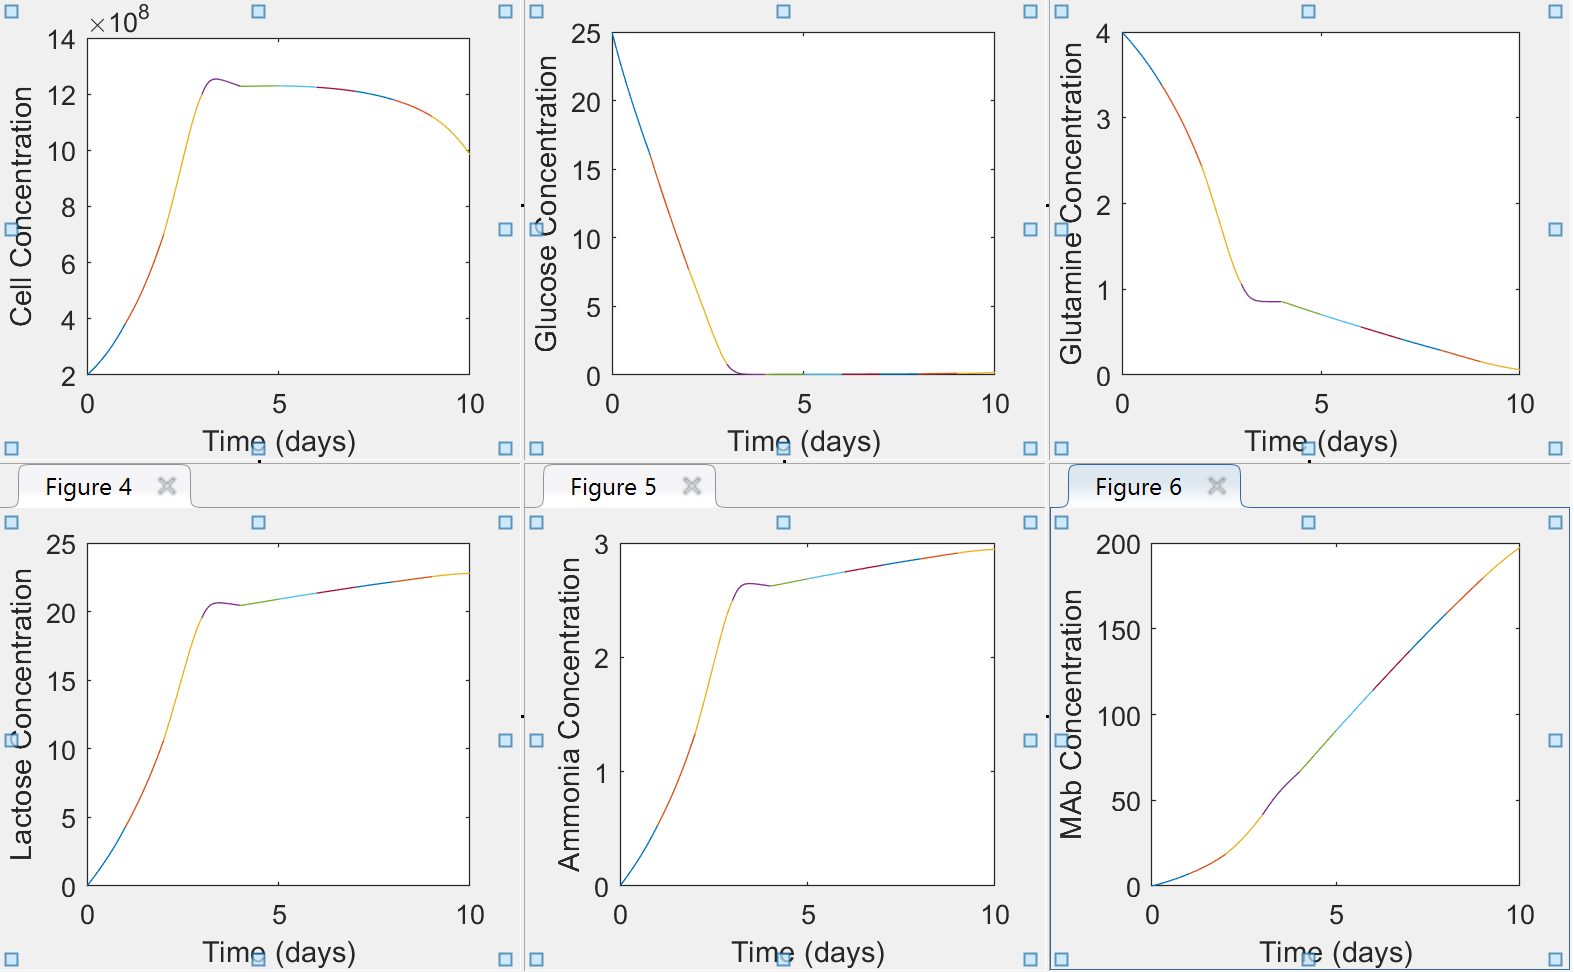 ×10⁸
14
12
10
8
6
4
2
0 5 10
Time (days)
Cell Concentration
25
20
15
10
5
0
0 5 10
Time (days)
Glucose Concentration
4
3
2
1
0
0 5 10
Time (days)
Glutamine Concentration
Figure 4
25
20
15
10
5
0
0 5 10
Time (days)
Lactose Concentration
Figure 5
3
2
1
0
0 5 10
Time (days)
Ammonia Concentration
Figure 6
200
150
100
50
0
0 5 10
Time (days)
MAb Concentration